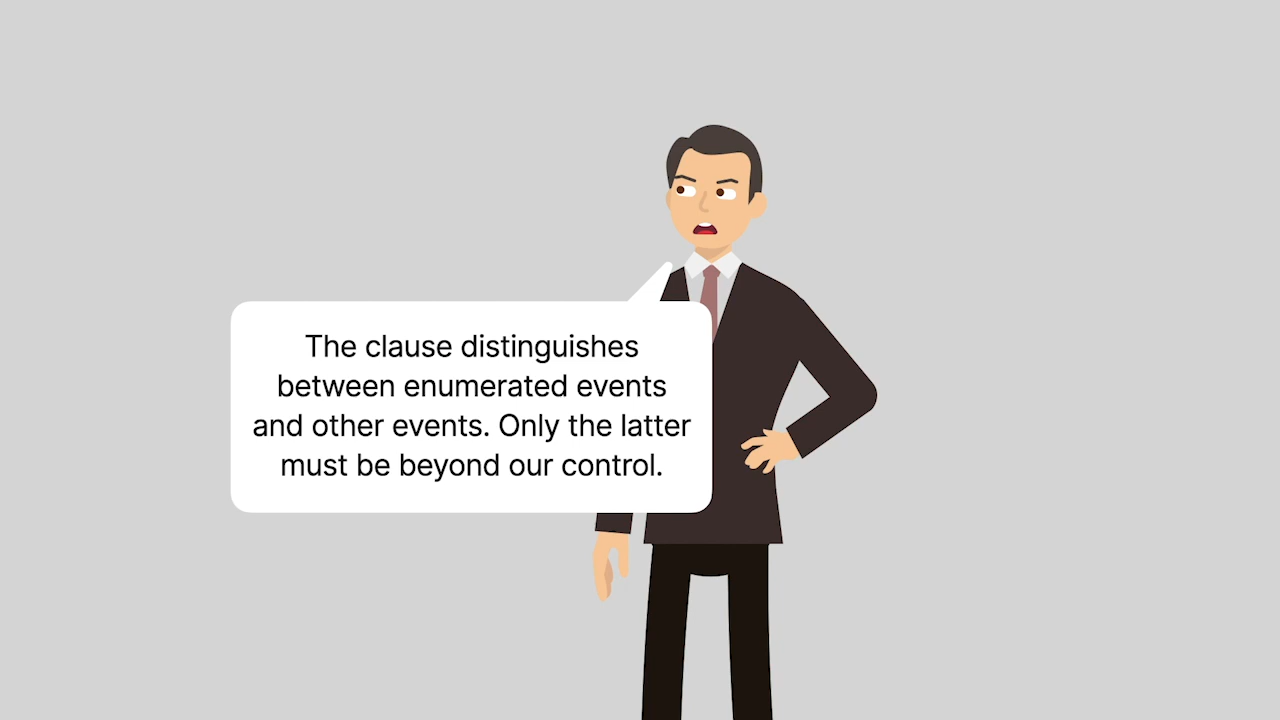 The clause distinguishes
between enumerated events
and other events. Only the latter
must be beyond our control.